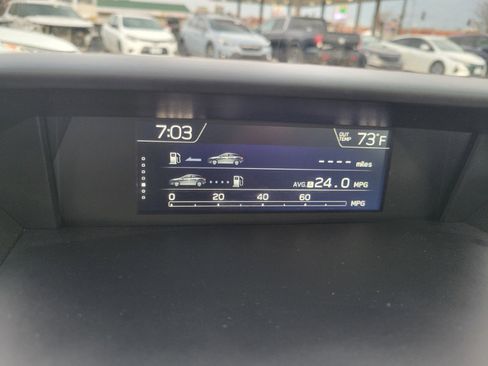 7:03 OUT TEMP 73°F
---- miles
AVG. B 24.0 MPG
0 20 40 60 MPG